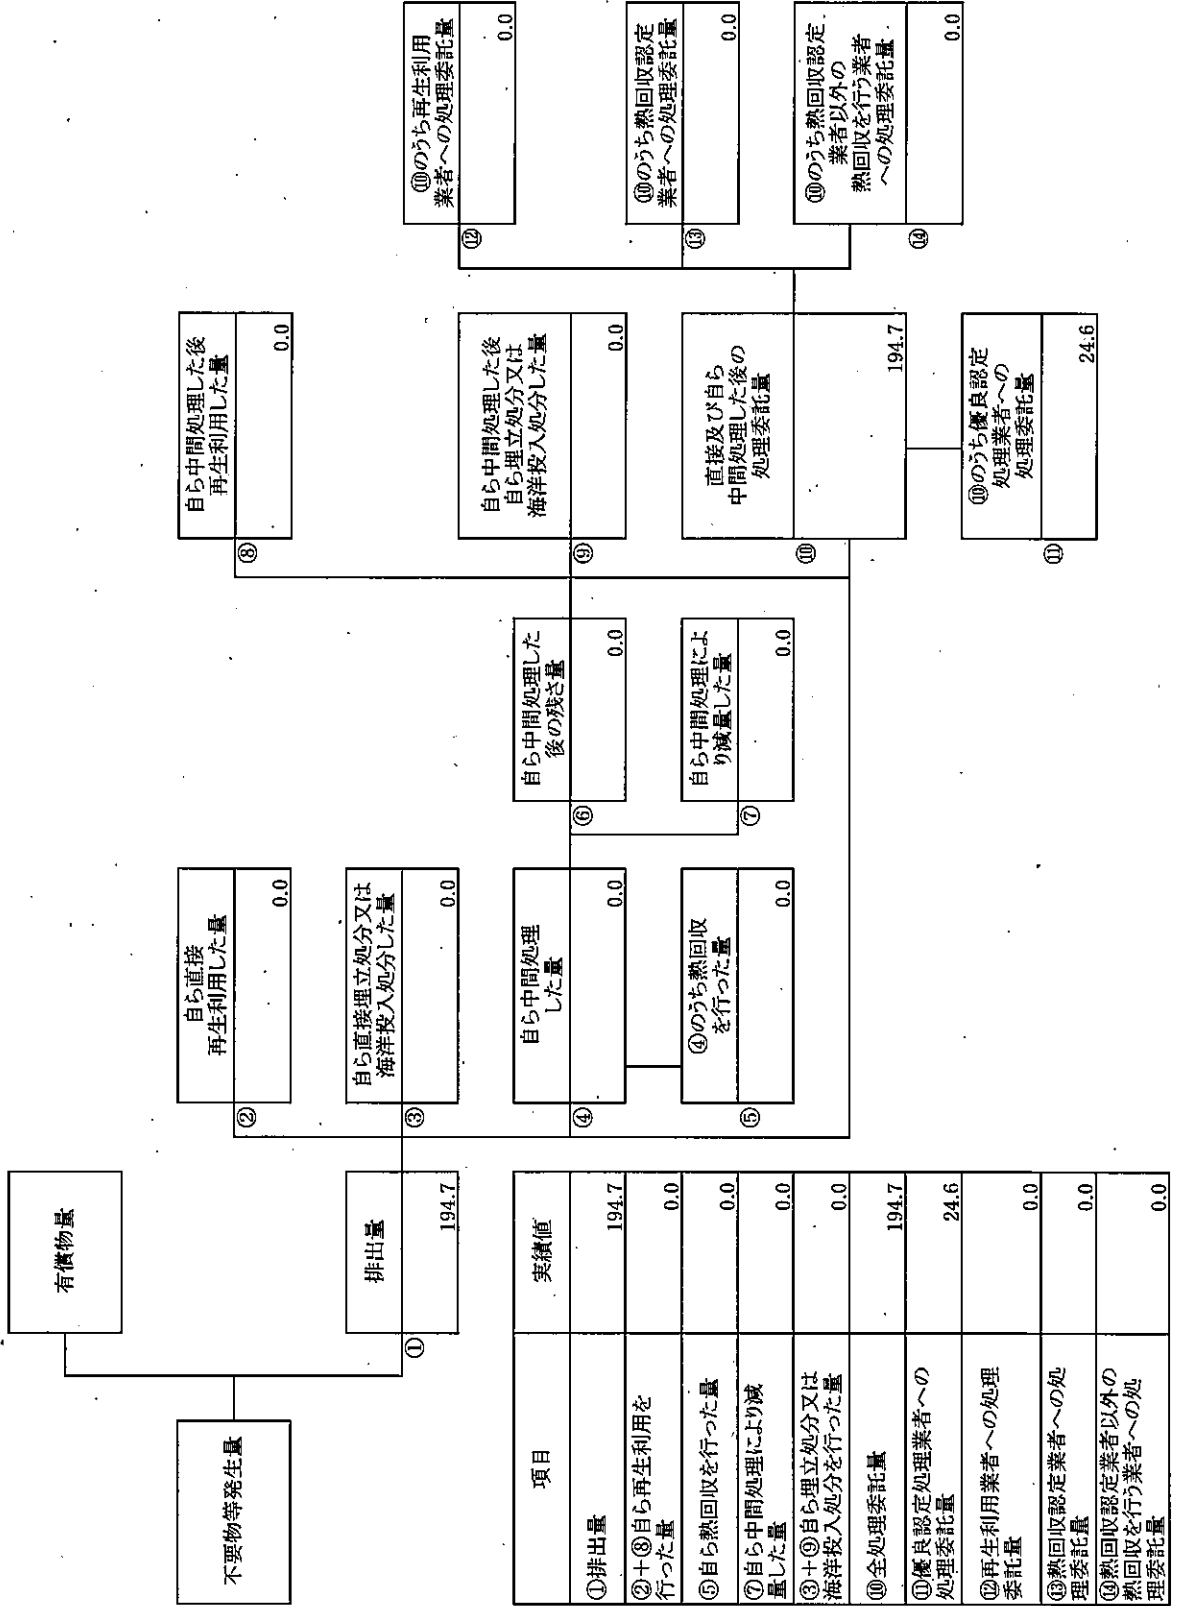 不要物等発生量
有償物量
排出量
①
194.7
自ら直接
再生利用した量
②
0.0
自ら直接埋立処分又は
海洋投入処分した量
③
0.0
自ら中間処理
した量
④
0.0
④のうち熱回収
を行った量
⑤
0.0
自ら中間処理した
後の残さ量
⑥
0.0
自ら中間処理によ
り減量した量
⑦
0.0
自ら中間処理した後
再生利用した量
⑧
0.0
自ら中間処理した後
自ら埋立処分又は
海洋投入処分した量
⑨
0.0
直接及び自ら
中間処理した後の
処理委託量
⑩
194.7
⑩のうち優良認定
処理業者への
処理委託量
⑪
24.6
⑩のうち再生利用
業者への処理委託量
⑫
0.0
⑩のうち熱回収認定
業者への処理委託量
⑬
0.0
⑩のうち熱回収認定
業者以外の
熱回収を行う業者
への処理委託量
⑭
0.0
項目 実績値
①排出量 194.7
②+⑧自ら再生利用を
行った量 0.0
⑤自ら熱回収を行った量 0.0
⑦自ら中間処理により減
量した量 0.0
③+⑨自ら埋立処分又は
海洋投入処分を行った量 0.0
⑩全処理委託量 194.7
⑪優良認定処理業者への
処理委託量 24.6
⑫再生利用業者への処理
委託量 0.0
⑬熱回収認定業者への処
理委託量 0.0
⑭熱回収認定業者以外の
熱回収を行う業者への処
理委託量 0.0